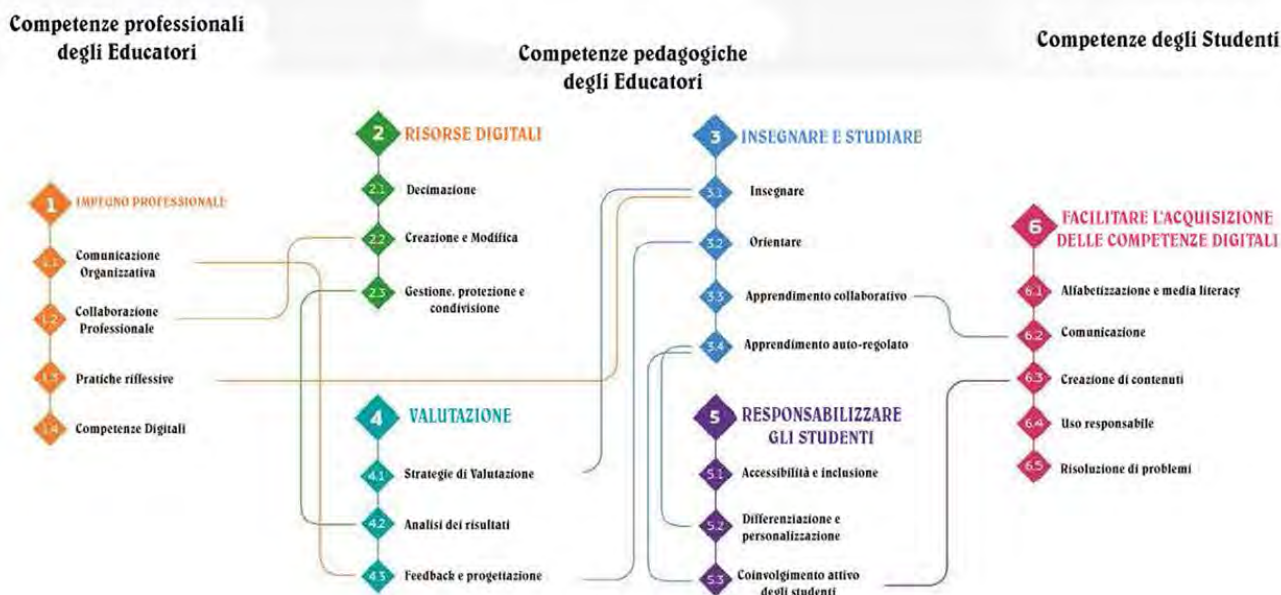 Competenze professionali
degli Educatori
Competenze pedagogiche
degli Educatori
Competenze degli Studenti
1
IMPEGNO PROFESSIONALE
1.1
Comunicazione
Organizzativa
1.2
Collaborazione
Professionale
1.3
Pratiche riflessive
1.4
Competenze Digitali
2
RISORSE DIGITALI
2.1
Decimazione
2.2
Creazione e Modifica
2.3
Gestione, protezione e
condivisione
4
VALUTAZIONE
4.1
Strategie di Valutazione
4.2
Analisi dei risultati
4.3
Feedback e progettazione
3
INSEGNARE E STUDIARE
3.1
Insegnare
3.2
Orientare
3.3
Apprendimento collaborativo
3.4
Apprendimento auto-regolato
5
RESPONSABILIZZARE
GLI STUDENTI
5.1
Accessibilità e inclusione
5.2
Differenziazione e
personalizzazione
5.3
Coinvolgimento attivo
degli studenti
6
FACILITARE L'ACQUISIZIONE
DELLE COMPETENZE DIGITALI
6.1
Alfabetizzazione e media literacy
6.2
Comunicazione
6.3
Creazione di contenuti
6.4
Uso responsabile
6.5
Risoluzione di problemi